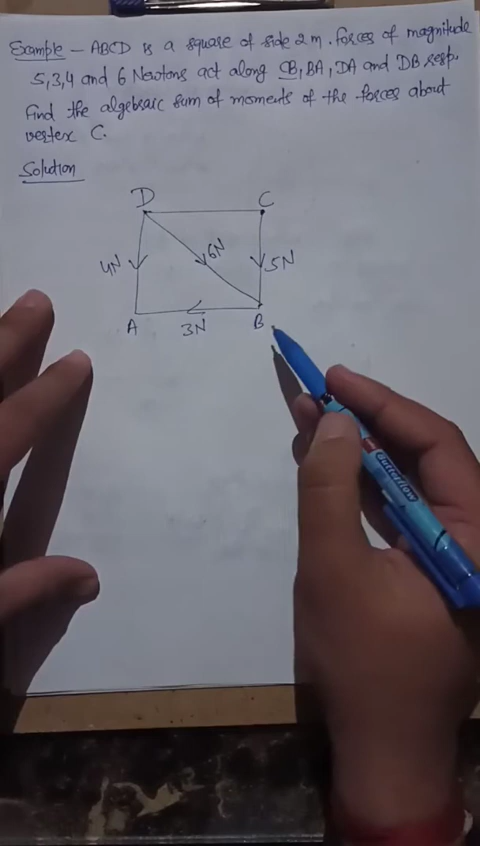 Example - ABCD is a square of side 2 m. forces of magnitude
5,3,4 and 6 Newtons act along CB, BA, DA and DB resp.
Find the algebraic sum of moments of the forces about
vertex C.
Solution
D C
4N 6N 5N
A 3N B
Butterflow